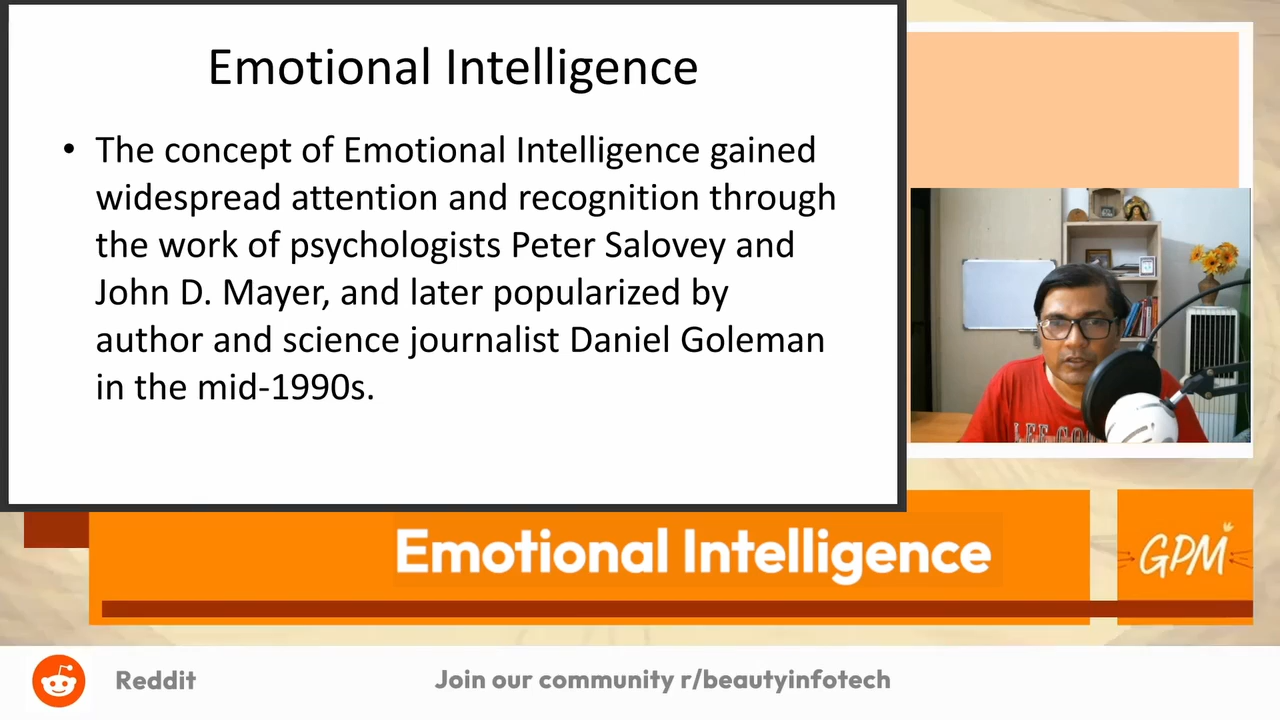 Emotional Intelligence
• The concept of Emotional Intelligence gained
widespread attention and recognition through
the work of psychologists Peter Salovey and
John D. Mayer, and later popularized by
author and science journalist Daniel Goleman
in the mid-1990s.
Emotional Intelligence
GPM
Reddit
Join our community r/beautyinfotech